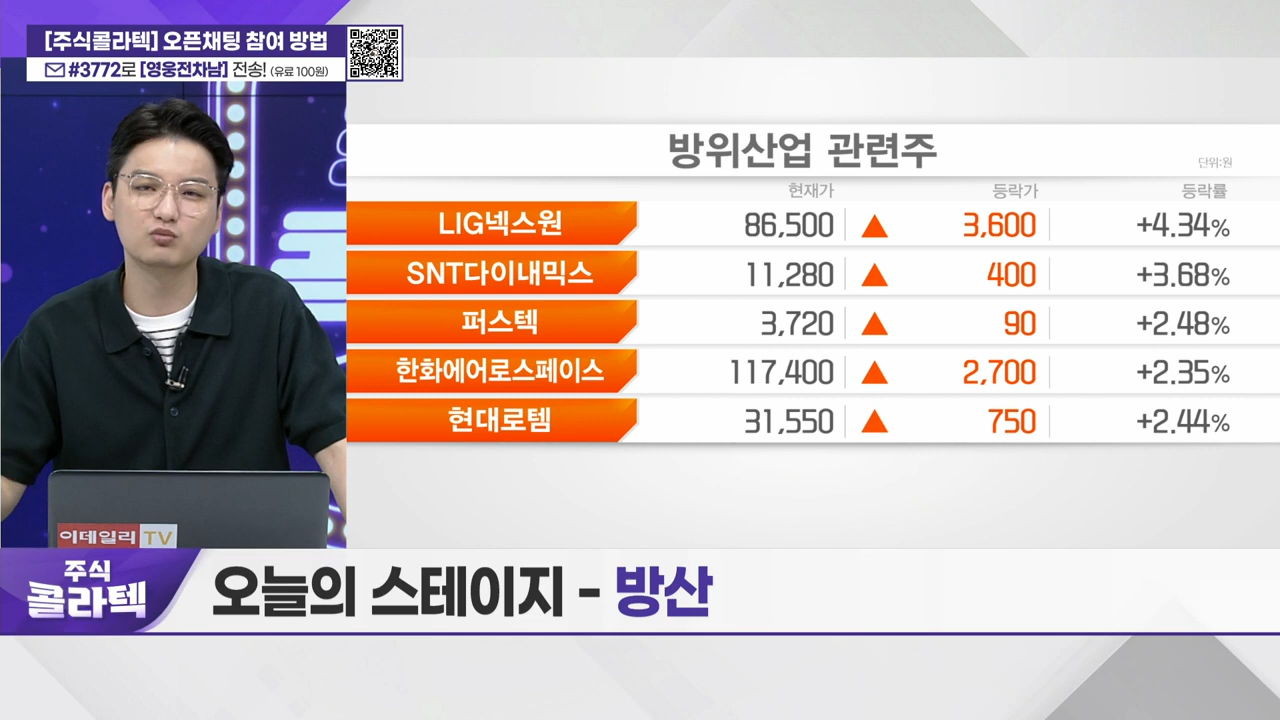 [주식콜라텍] 오픈채팅 참여 방법
#3772로 [영웅전차남] 전송! (유료 100원)
방위산업 관련주
단위:원
현재가 등락가 등락률
LIG넥스원 86,500 ▲ 3,600 +4.34%
SNT다이내믹스 11,280 ▲ 400 +3.68%
퍼스텍 3,720 ▲ 90 +2.48%
한화에어로스페이스 117,400 ▲ 2,700 +2.35%
현대로템 31,550 ▲ 750 +2.44%
이데일리 TV
주식
콜라텍
오늘의 스테이지 - 방산